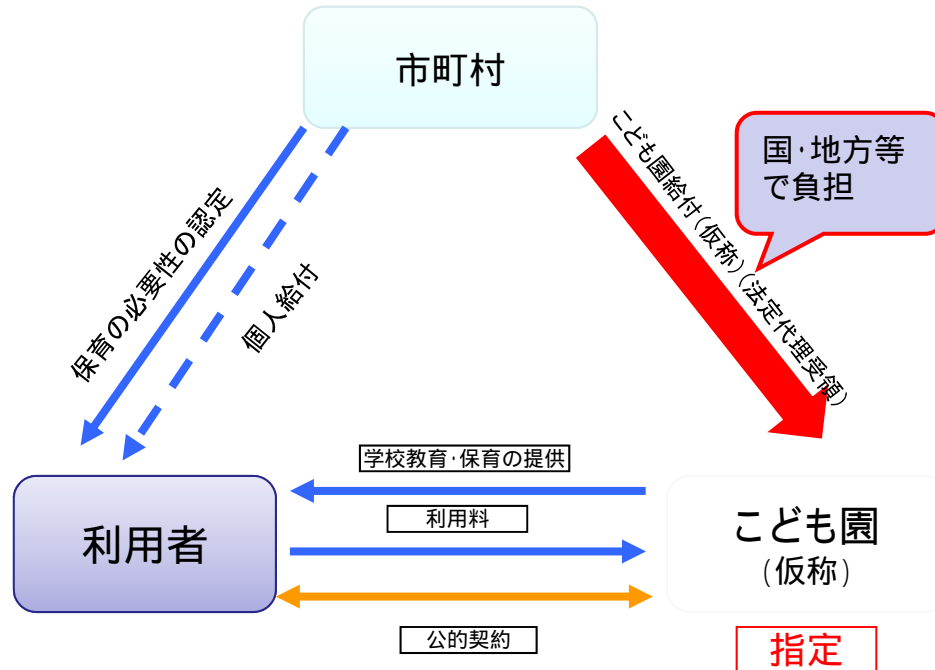 市町村
国・地方等
で負担
こども園給付(仮称)(法定代理受領)
保育の必要性の認定
個人給付
学校教育・保育の提供
利用料
利用者
こども園
(仮称)
公的契約
指定